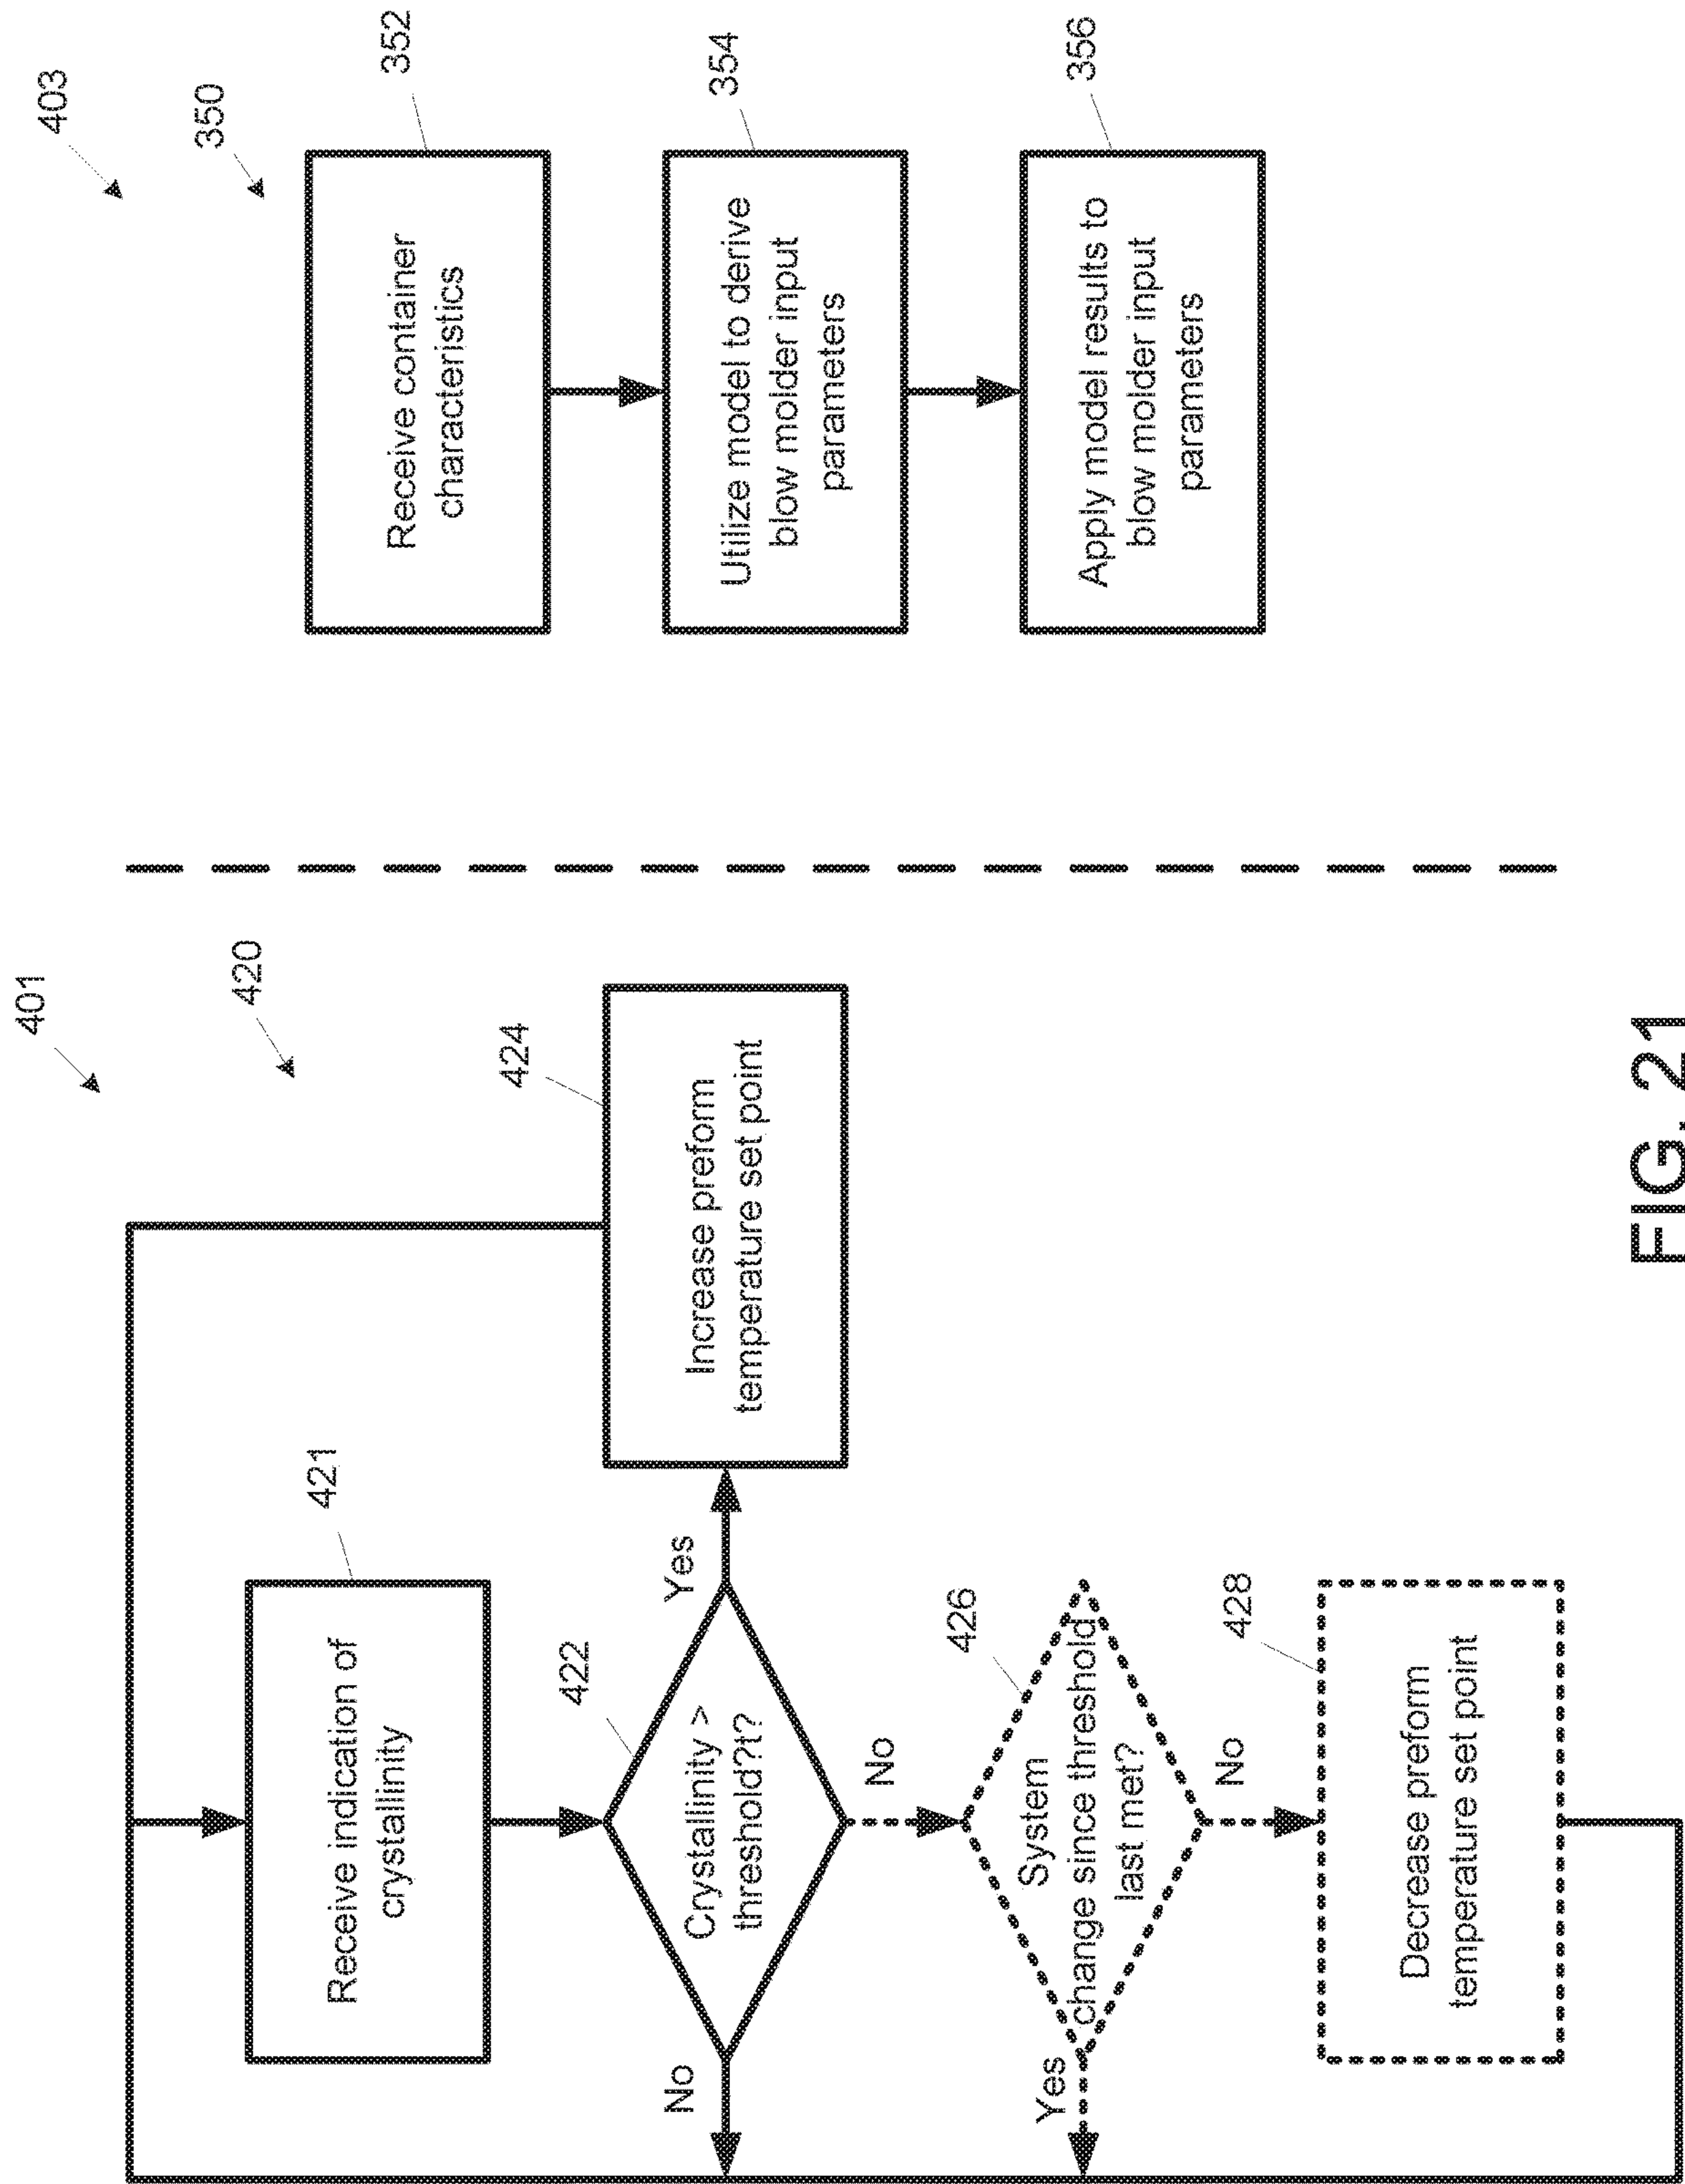 401
420
Receive indication of
crystallinity
421
Crystallinity >
threshold?t?
422
Yes
No
Increase preform
temperature set point
424
No
System
change since threshold
last met?
426
Yes
No
Decrease preform
temperature set point
428
403
350
Receive container
characteristics
352
Utilize model to derive
blow molder input
parameters
354
Apply model results to
blow molder input
parameters
356
FIG. 21